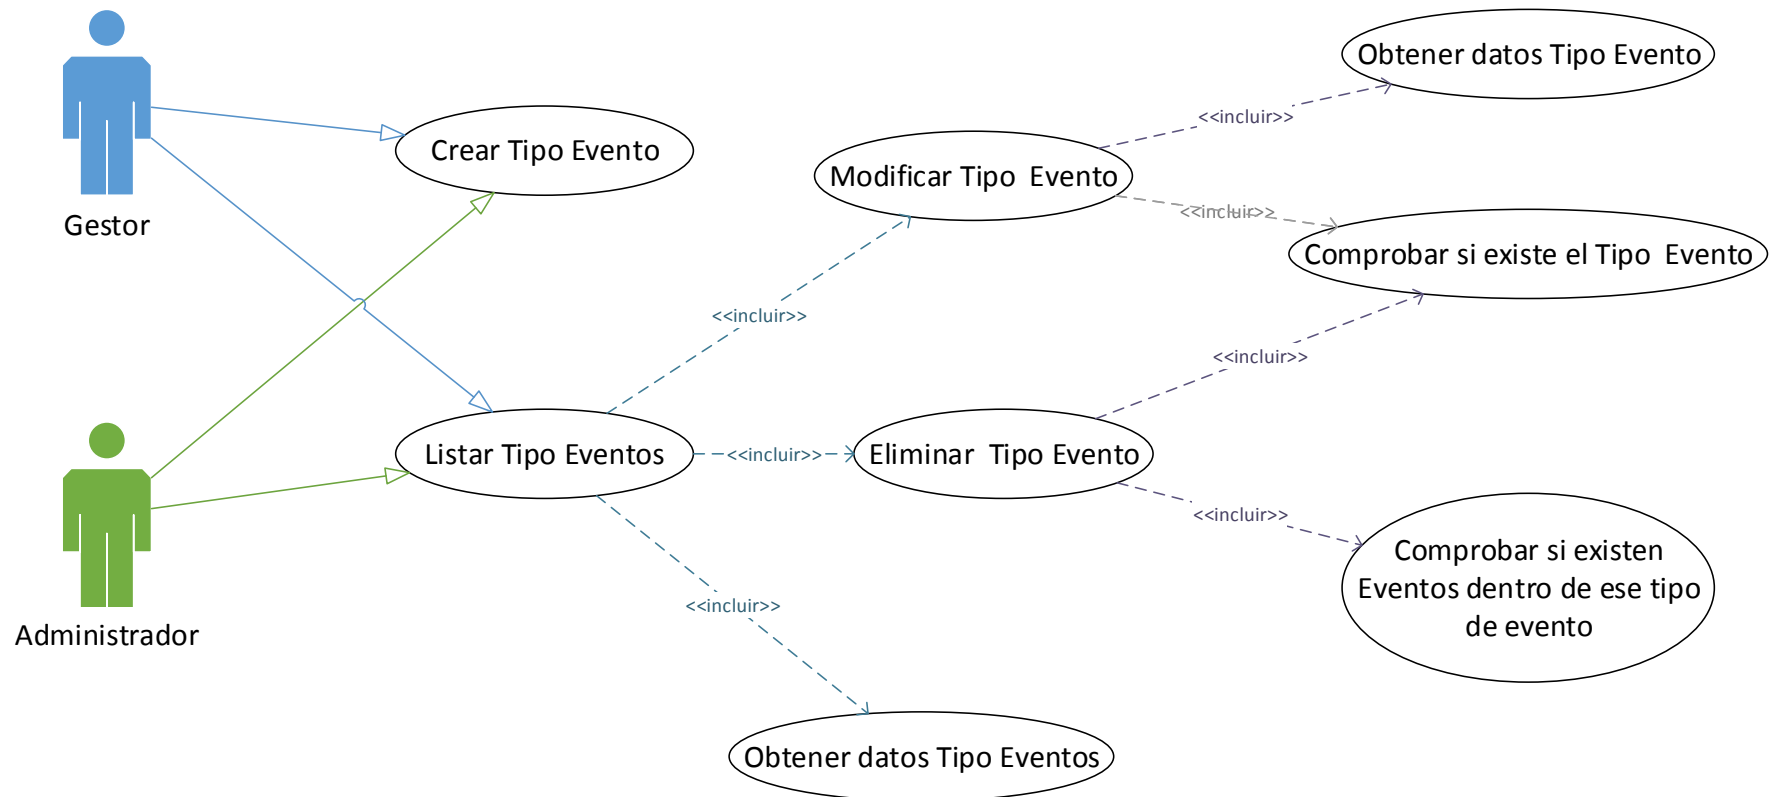 Obtener datos Tipo Evento
<<incluir>>
Crear Tipo Evento
Modificar Tipo  Evento
<<incluir>>
Gestor
Comprobar si existe el Tipo  Evento
<<incluir>>
<<incluir>>
Listar Tipo Eventos
<<incluir>>
Eliminar  Tipo Evento
<<incluir>>
Comprobar si existen
Eventos dentro de ese tipo
de evento
<<incluir>>
Administrador
Obtener datos Tipo Eventos